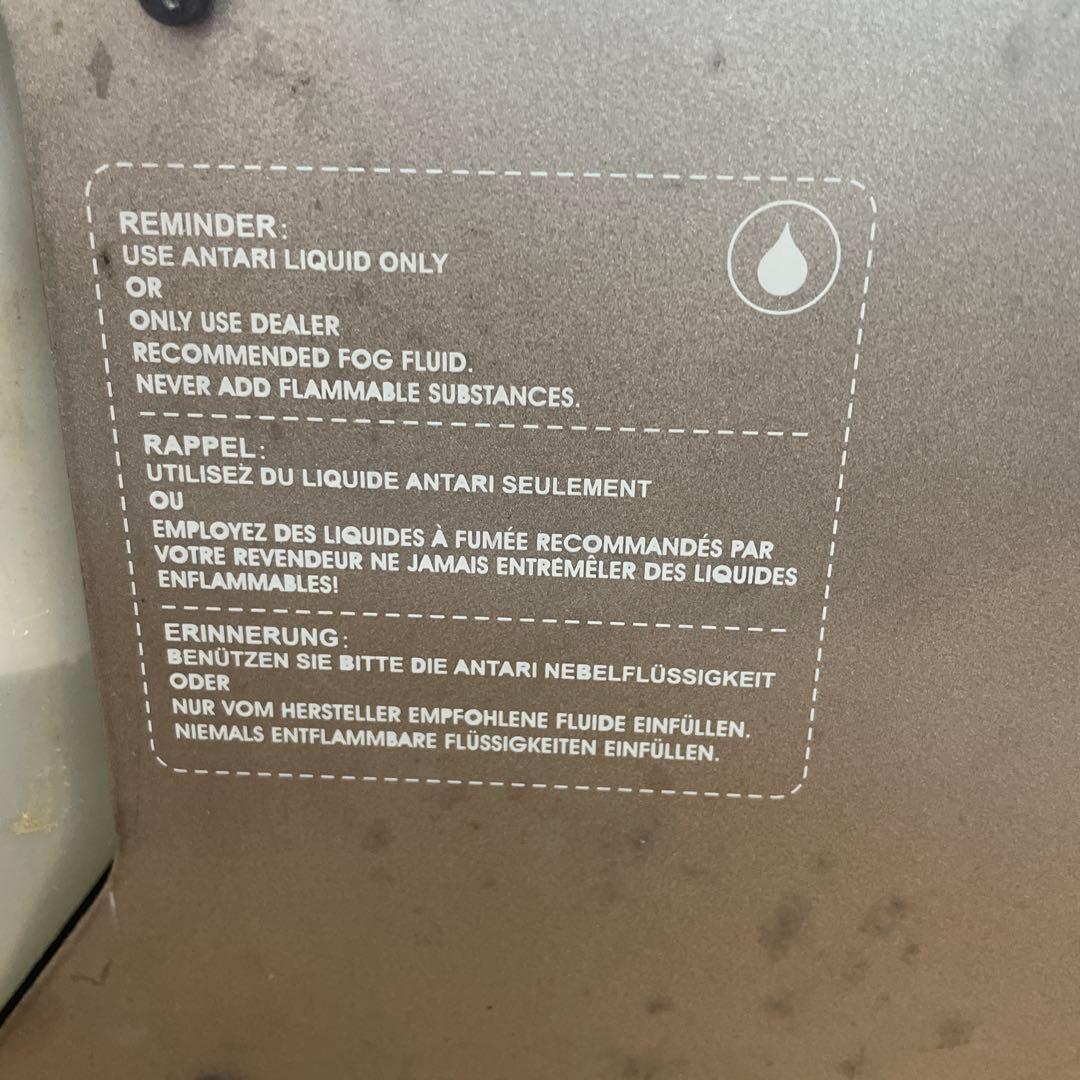 REMINDER:
USE ANTARI LIQUID ONLY
OR
ONLY USE DEALER
RECOMMENDED FOG FLUID.
NEVER ADD FLAMMABLE SUBSTANCES.
RAPPEL:
UTILISEZ DU LIQUIDE ANTARI SEULEMENT
OU
EMPLOYEZ DES LIQUIDES À FUMÉE RECOMMANDÉS PAR
VOTRE REVENDEUR NE JAMAIS ENTREMÊLER DES LIQUIDES
ENFLAMMABLES!
ERINNERUNG:
BENÜTZEN SIE BITTE DIE ANTARI NEBELFLÜSSIGKEIT
ODER
NUR VOM HERSTELLER EMPFOHLENE FLUIDE EINFÜLLEN.
NIEMALS ENTFLAMMBARE FLÜSSIGKEITEN EINFÜLLEN.